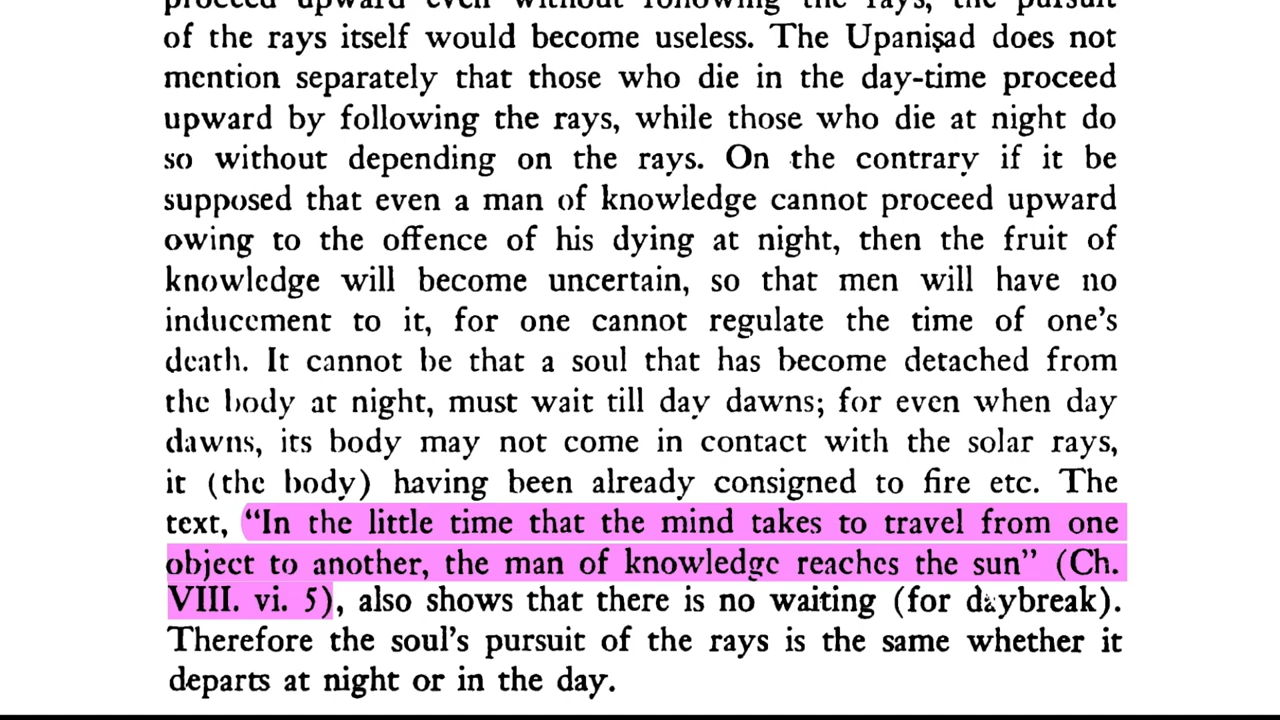 proceed upward even without following the rays, the pursuit
of the rays itself would become useless. The Upaniṣad does not
mention separately that those who die in the day-time proceed
upward by following the rays, while those who die at night do
so without depending on the rays. On the contrary if it be
supposed that even a man of knowledge cannot proceed upward
owing to the offence of his dying at night, then the fruit of
knowledge will become uncertain, so that men will have no
inducement to it, for one cannot regulate the time of one's
death. It cannot be that a soul that has become detached from
the body at night, must wait till day dawns; for even when day
dawns, its body may not come in contact with the solar rays,
it (the body) having been already consigned to fire etc. The
text, “In the little time that the mind takes to travel from one
object to another, the man of knowledge reaches the sun” (Ch.
VIII. vi. 5), also shows that there is no waiting (for daybreak).
Therefore the soul's pursuit of the rays is the same whether it
departs at night or in the day.